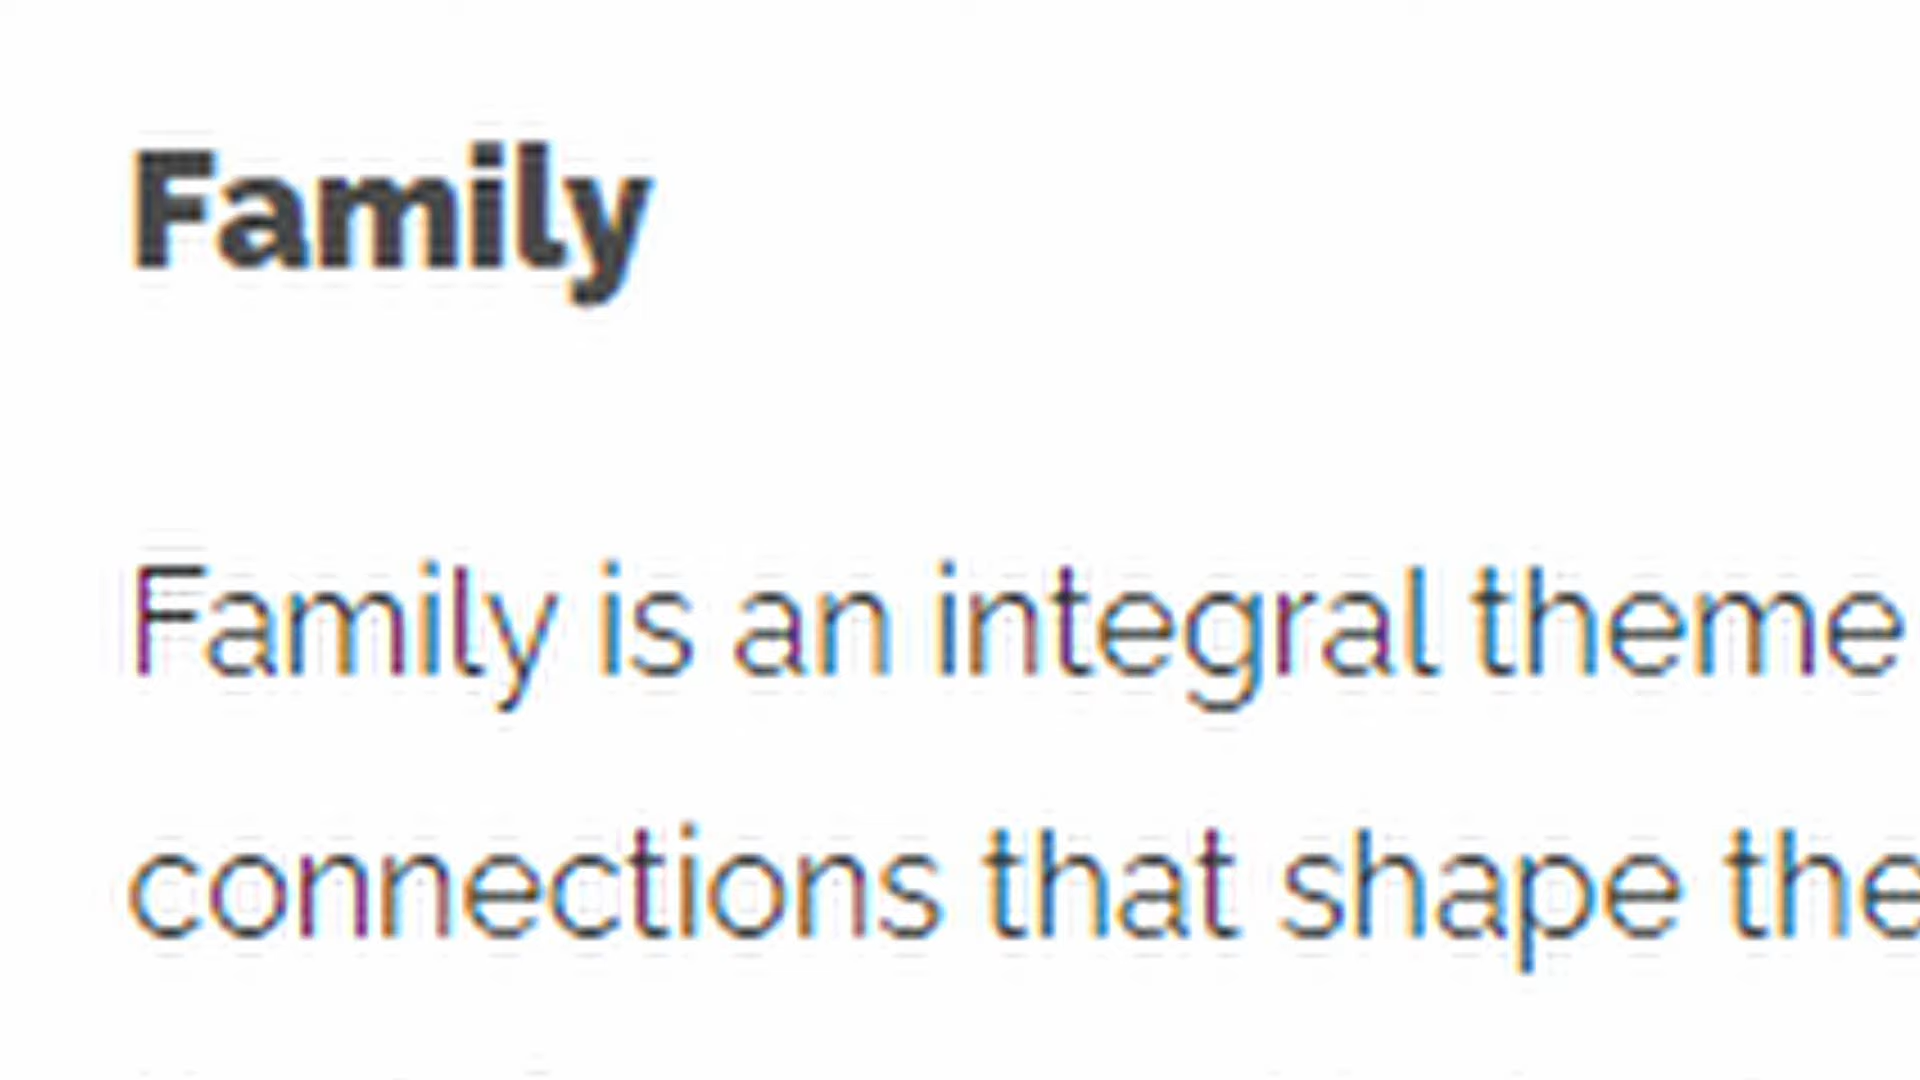 Family
Family is an integral theme
connections that shape the